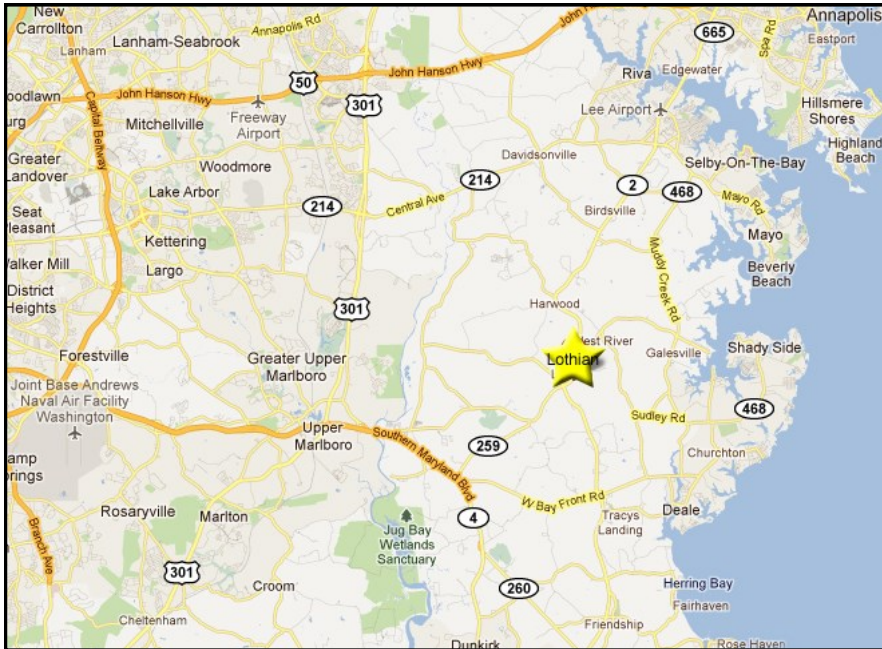 New
Carrollton
Annapolis Rd
Annapolis
665
Spa Rd
Eastport
Lanham
Lanham-Seabrook
John Hanson Hwy
50
John Hanson Hwy
Riva
Edgewater
John Hanson Hwy
301
Lee Airport
Hillsmere
Shores
Capital Beltway
Mitchellville
Freeway
Airport
Highland
Beach
Greater
Landover
Woodmore
Davidsonville
Selby-On-The-Bay
Lake Arbor
214
214
2
468
Central Ave
Mayo Rd
Birdsville
Seat
Kettering
Mayo
Largo
Muddy Creek Rd
Beverly
Beach
District
Heights
301
Harwood
Forestville
Greater Upper
Marlboro
Lothian
River
Galesville
Shady Side
Joint Base Andrews
Naval Air Facility
Washington
468
Sudley Rd
Upper
Marlboro
Southern Maryland Blvd
259
Churchton
Rosaryville
Marlton
W Bay Front Rd
Deale
Tracys
Landing
4
Jug Bay
Wetlands
Sanctuary
Branch Ave
301
Croom
260
Herring Bay
Fairhaven
Cheltenham
Friendship
Dunkirk
Rose Haven